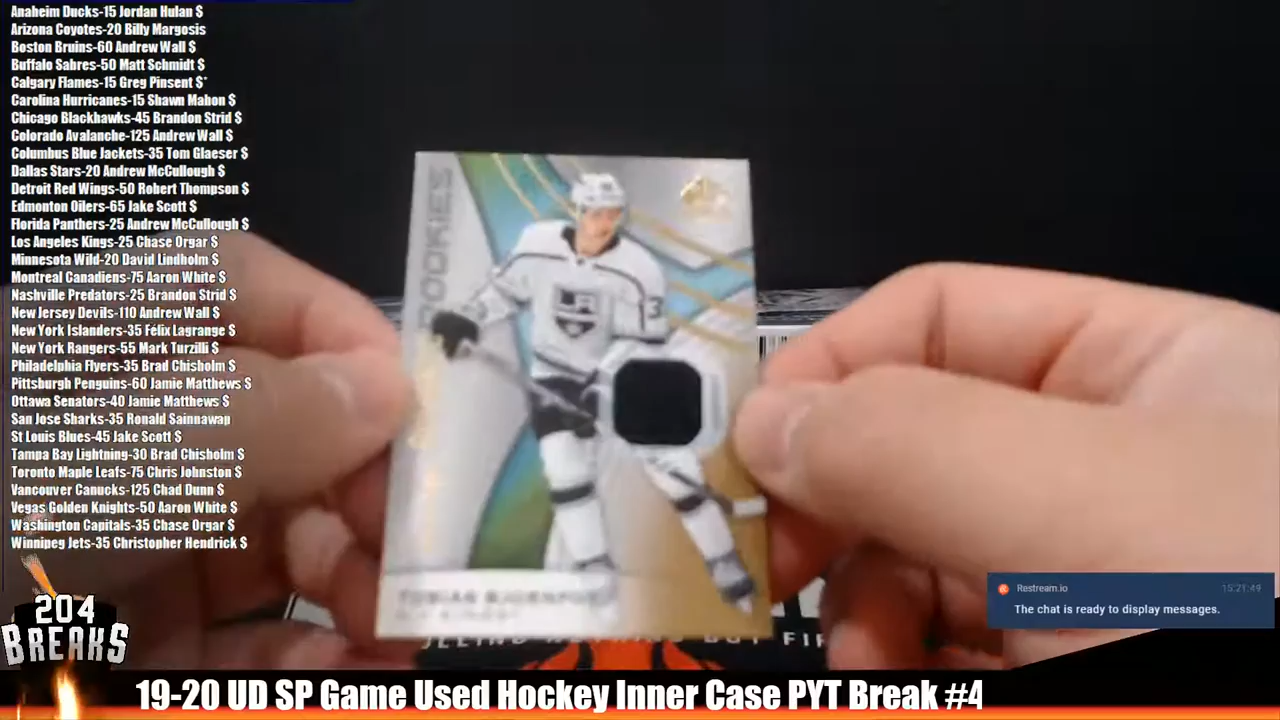 Anaheim Ducks-15 Jordan Hulan $
Arizona Coyotes-20 Billy Margosis
Boston Bruins-60 Andrew Wall $
Buffalo Sabres-50 Matt Schmidt $
Calgary Flames-15 Greg Pinsent $*
Carolina Hurricanes-15 Shawn Mahon $
Chicago Blackhawks-45 Brandon Strid $
Colorado Avalanche-125 Andrew Wall $
Columbus Blue Jackets-35 Tom Glaeser $
Dallas Stars-20 Andrew McCullough $
Detroit Red Wings-50 Robert Thompson $
Edmonton Oilers-65 Jake Scott $
Florida Panthers-25 Andrew McCullough $
Los Angeles Kings-25 Chase Orgar $
Minnesota Wild-20 David Lindholm $
Montreal Canadiens-75 Aaron White $
Nashville Predators-25 Brandon Strid $
New Jersey Devils-110 Andrew Wall $
New York Islanders-35 Felix Lagrange $
New York Rangers-55 Mark Turzilli $
Philadelphia Flyers-35 Brad Chisholm $
Pittsburgh Penguins-60 Jamie Matthews $
Ottawa Senators-40 Jamie Matthews $
San Jose Sharks-35 Ronald Sainnawap
St Louis Blues-45 Jake Scott $
Tampa Bay Lightning-30 Brad Chisholm $
Toronto Maple Leafs-75 Chris Johnston $
Vancouver Canucks-125 Chad Dunn $
Vegas Golden Knights-50 Aaron White $
Washington Capitals-35 Chase Orgar $
Winnipeg Jets-35 Christopher Hendrick $
ROOKIES
3
Restream.io 15:21:49
The chat is ready to display messages.
204
BREAKS
19-20 UD SP Game Used Hockey Inner Case PYT Break #4